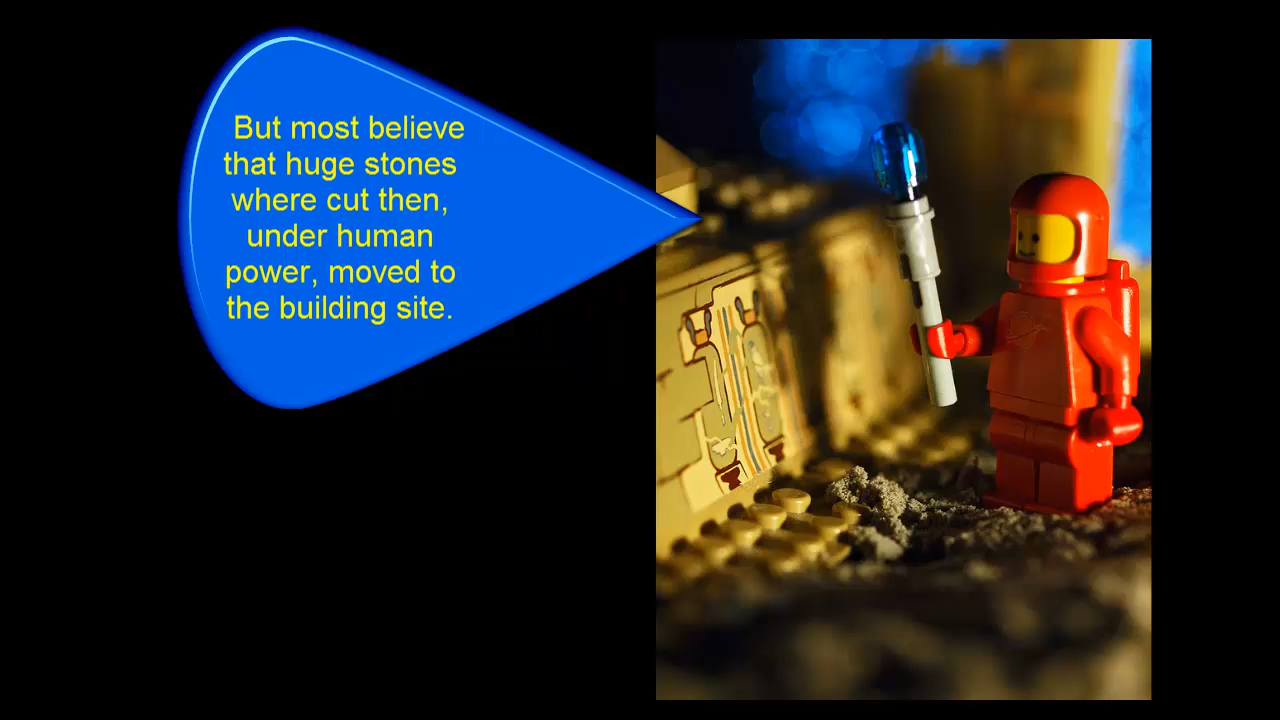 But most believe
that huge stones
where cut then,
under human
power, moved to
the building site.